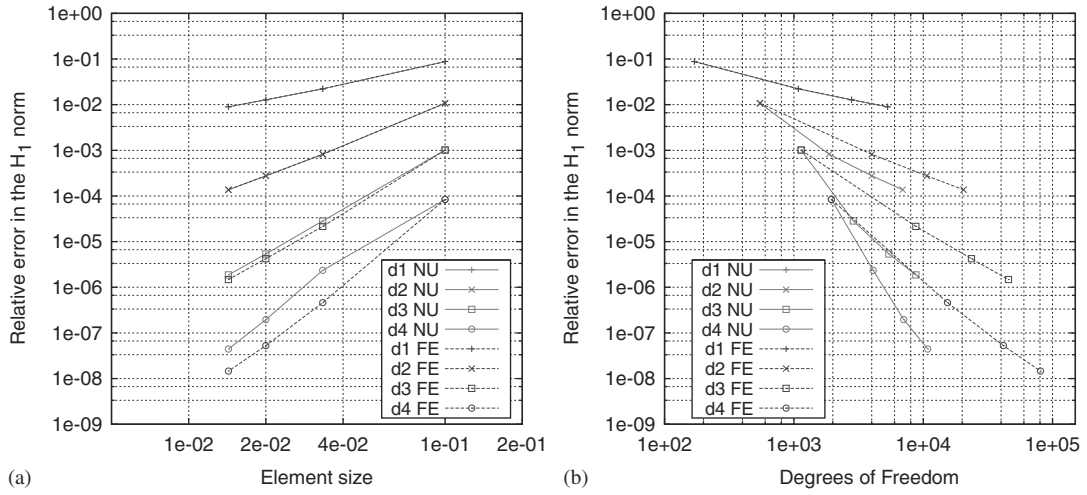 1e+00
1e-01
1e-02
1e-03
1e-04
1e-05
1e-06
1e-07
1e-08
1e-09
Relative error in the H1 norm
d1 NU
d2 NU
d3 NU
d4 NU
d1 FE
d2 FE
d3 FE
d4 FE
1e-02 2e-02 4e-02 1e-01 2e-01
(a) Element size
1e+00
1e-01
1e-02
1e-03
1e-04
1e-05
1e-06
1e-07
1e-08
1e-09
Relative error in the H1 norm
d1 NU
d2 NU
d3 NU
d4 NU
d1 FE
d2 FE
d3 FE
d4 FE
1e+02 1e+03 1e+04 1e+05
(b) Degrees of Freedom